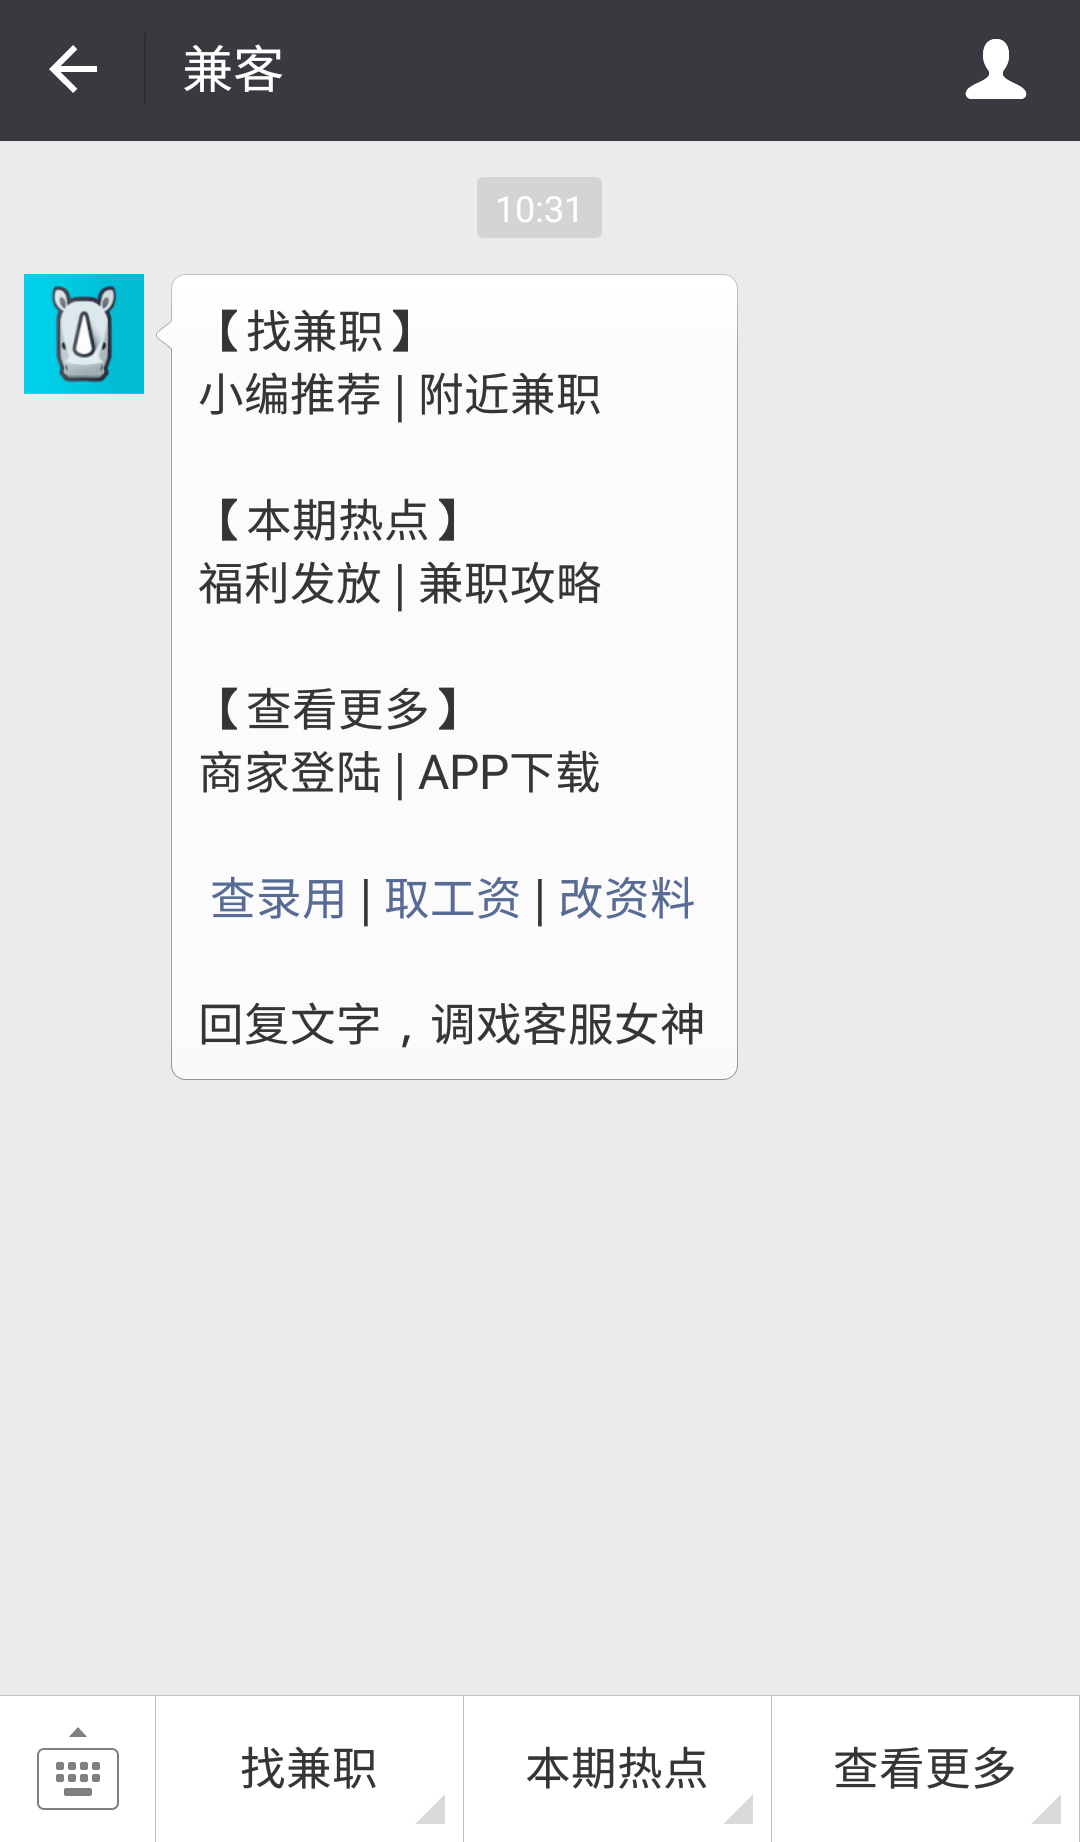 兼客
10:31
【找兼职】
小编推荐 | 附近兼职
【本期热点】
福利发放 | 兼职攻略
【查看更多】
商家登陆 | APP下载
查录用 | 取工资 | 改资料
回复文字，调戏客服女神
找兼职
本期热点
查看更多